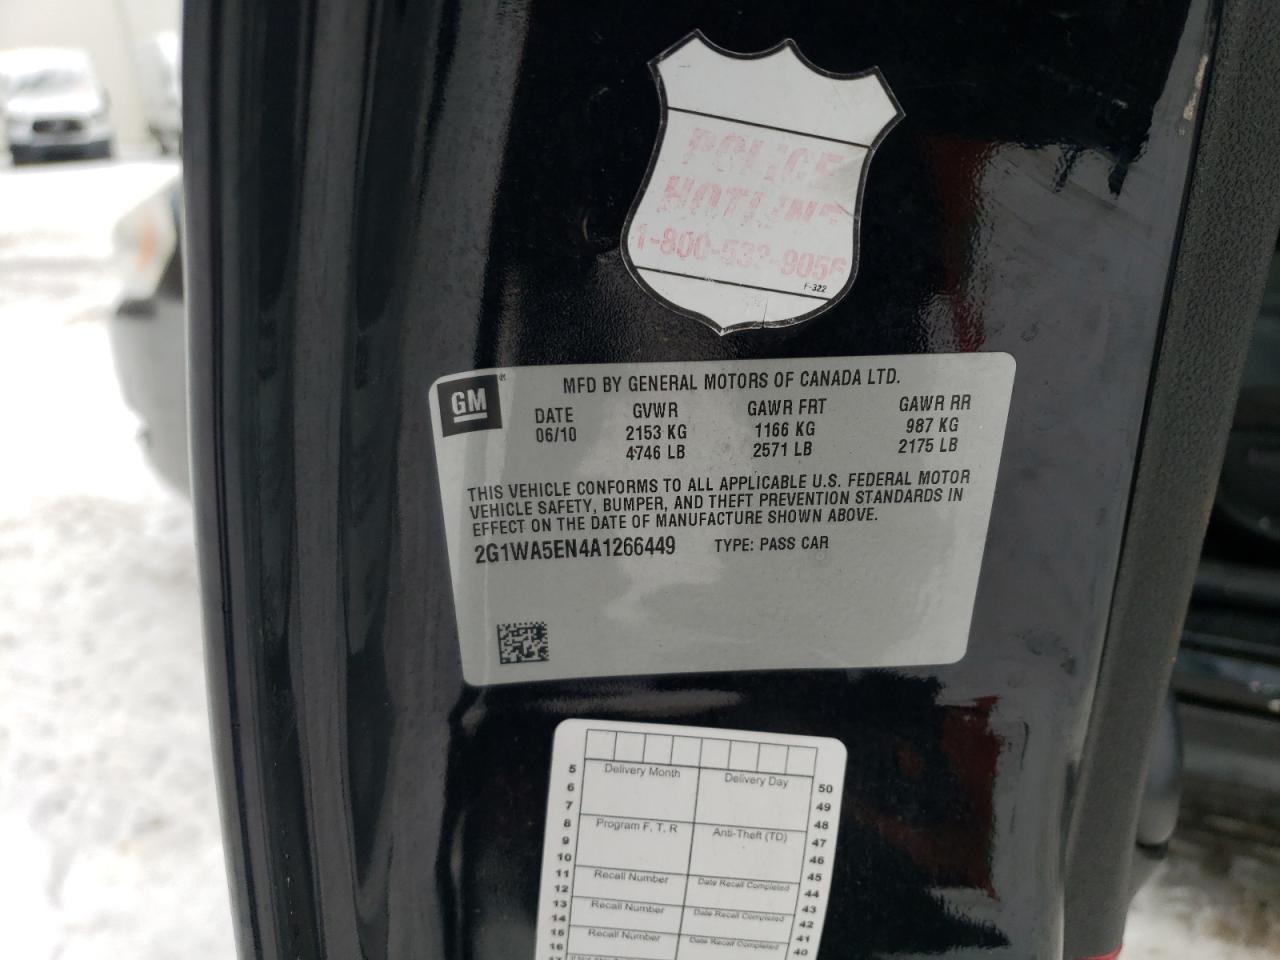 POLICE
HOTLINE
1-800-53 -9056
F-322
GM
®
MFD BY GENERAL MOTORS OF CANADA LTD.
DATE GVWR GAWR FRT GAWR RR
06/10 2153 KG 1166 KG 987 KG
4746 LB 2571 LB 2175 LB
THIS VEHICLE CONFORMS TO ALL APPLICABLE U.S. FEDERAL MOTOR
VEHICLE SAFETY, BUMPER, AND THEFT PREVENTION STANDARDS IN
EFFECT ON THE DATE OF MANUFACTURE SHOWN ABOVE.
2G1WA5EN4A1266449 TYPE: PASS CAR
5 Delivery Month Delivery Day 50
6 49
7 48
8 Program F, T, R Anti-Theft (TD) 47
9 46
10 45
11 Recall Number Date Recall Completed 44
12 43
13 Recall Number Date Recall Completed 42
14 41
15 Recall Number Date Recall Completed 40
16
17